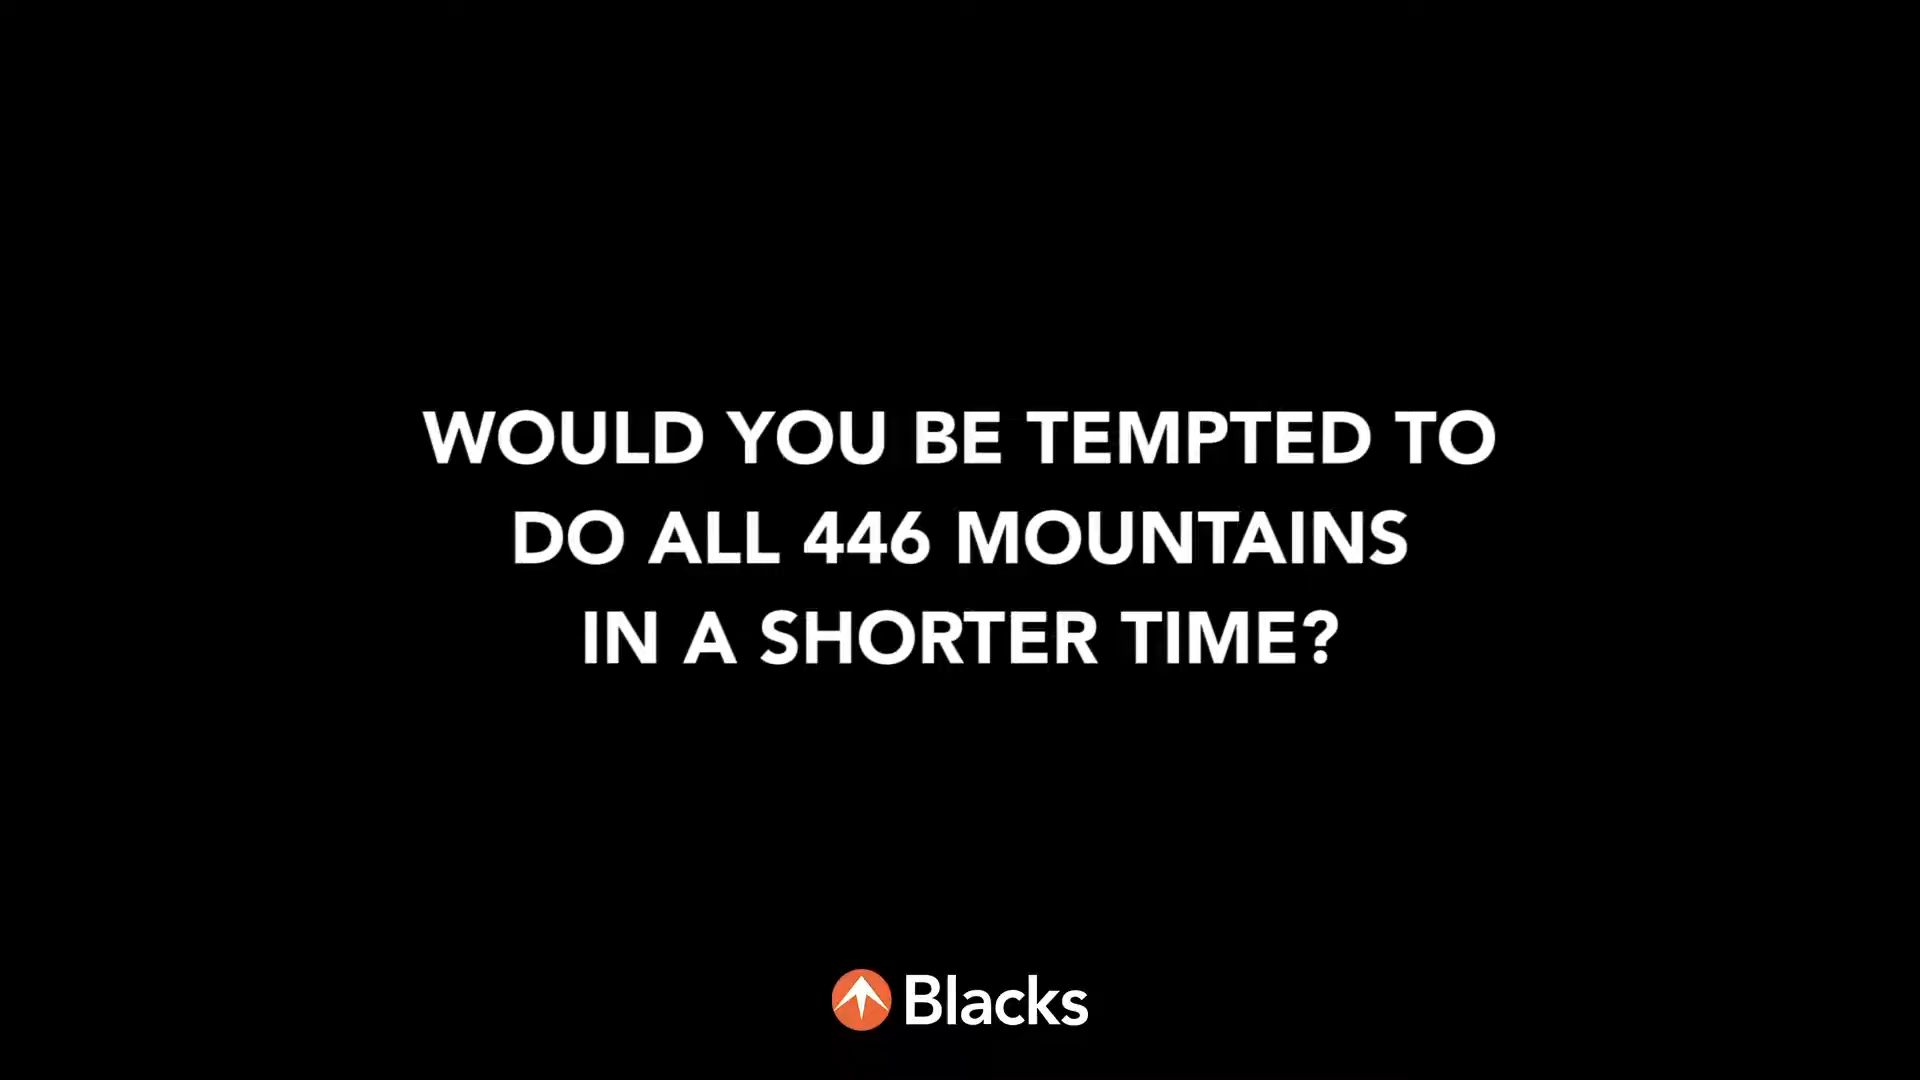 WOULD YOU BE TEMPTED TO
DO ALL 446 MOUNTAINS
IN A SHORTER TIME?
Blacks